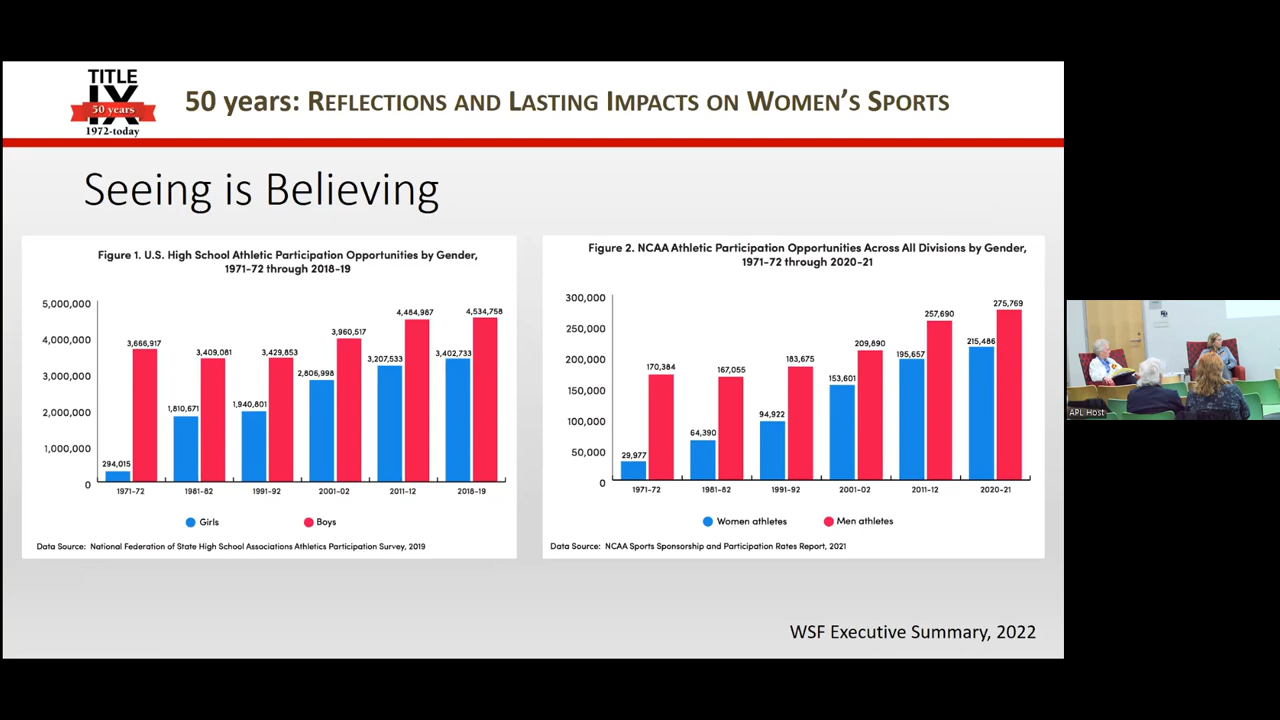 TITLE
IX
50 years
1972-today
50 years: REFLECTIONS AND LASTING IMPACTS ON WOMEN'S SPORTS
Seeing is Believing
Figure 1. U.S. High School Athletic Participation Opportunities by Gender,
1971-72 through 2018-19
5,000,000
4,000,000
3,000,000
2,000,000
1,000,000
0
294,015
3,666,917
1,810,671
3,409,081
1,940,801
3,429,853
2,806,998
3,960,517
3,207,533
4,484,987
3,402,733
4,534,758
1971-72
1981-82
1991-92
2001-02
2011-12
2018-19
Girls
Boys
Data Source: National Federation of State High School Associations Athletics Participation Survey, 2019
Figure 2. NCAA Athletic Participation Opportunities Across All Divisions by Gender,
1971-72 through 2020-21
300,000
250,000
200,000
150,000
100,000
50,000
0
29,977
170,384
64,390
167,055
94,922
183,675
153,601
209,890
195,657
257,690
215,486
275,769
1971-72
1981-82
1991-92
2001-02
2011-12
2020-21
Women athletes
Men athletes
Data Source: NCAA Sports Sponsorship and Participation Rates Report, 2021
WSF Executive Summary, 2022
APL Host